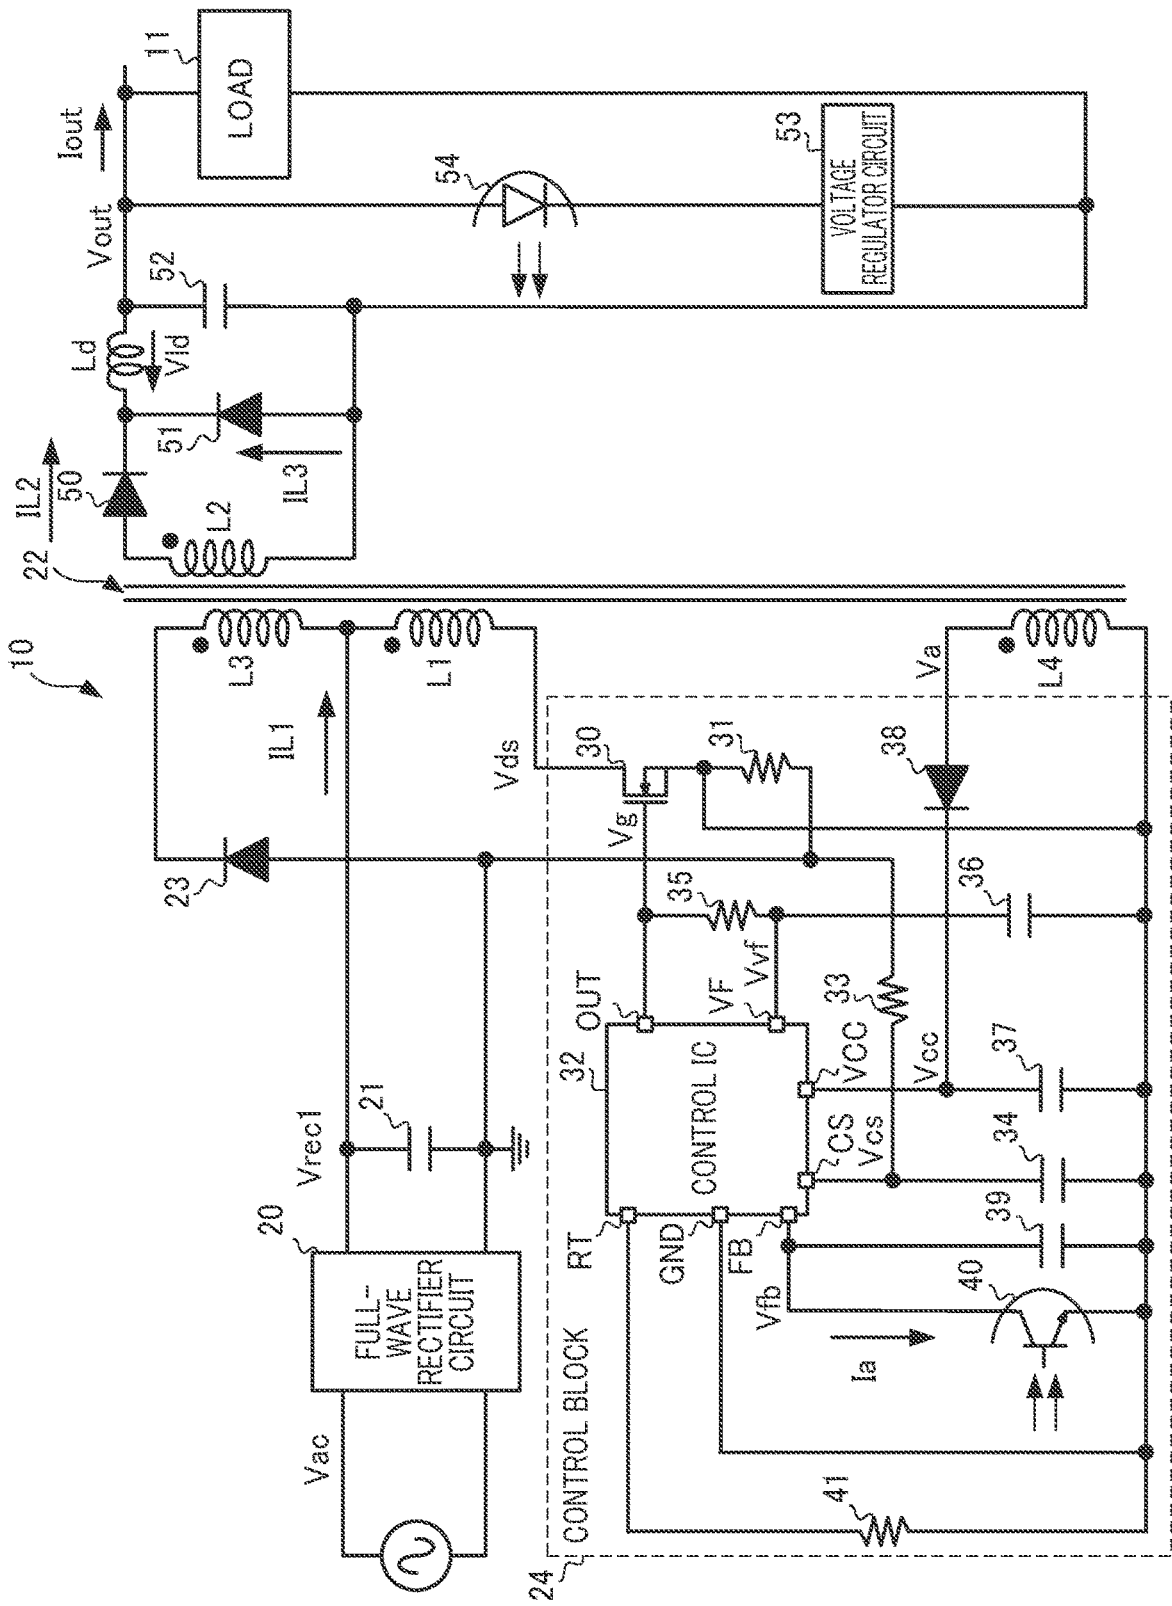 10
22
IL2
50
Ld
Vld
Vout
Iout
11
LOAD
L2
51
IL3
52
54
53
VOLTAGE
REGULATOR CIRCUIT
L3
L1
IL1
23
Vrec1
21
20
FULL-
WAVE
RECTIFIER
CIRCUIT
Vac
Vds
30
31
Vg
35
Vvf
36
OUT
VF
32
CONTROL IC
33
38
Va
L4
VCC
Vcc
37
CS
Vcs
34
39
RT
GND
FB
Vfb
40
Ia
41
24
CONTROL BLOCK